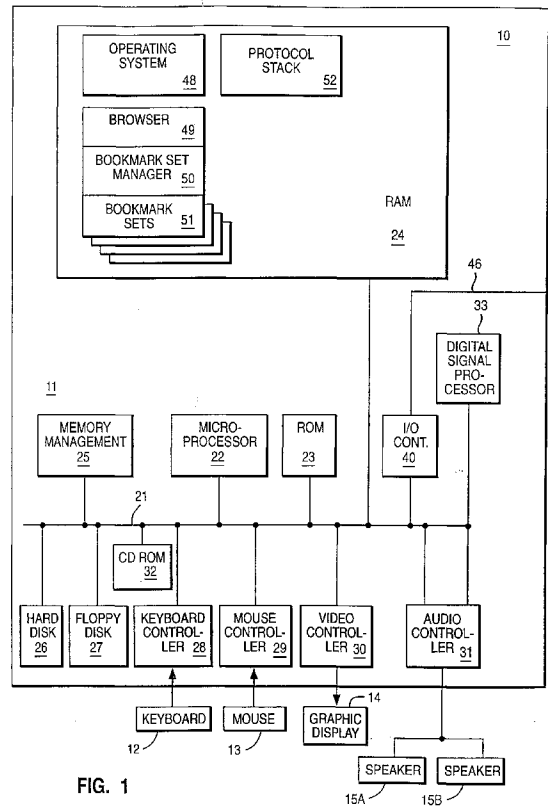 10
OPERATING
SYSTEM
48
PROTOCOL
STACK
52
BROWSER
49
BOOKMARK SET
MANAGER
50
BOOKMARK
SETS
51
RAM
24
46
33
DIGITAL
SIGNAL
PRO-
CESSOR
11
MEMORY
MANAGEMENT
25
MICRO-
PROCESSOR
22
ROM
23
I/O
CONT.
40
21
CD ROM
32
HARD
DISK
26
FLOPPY
DISK
27
KEYBOARD
CONTROL-
LER 28
MOUSE
CONTROL-
LER 29
VIDEO
CONTROL-
LER 30
AUDIO
CONTROL-
LER 31
KEYBOARD
12
MOUSE
13
14
GRAPHIC
DISPLAY
SPEAKER
15A
SPEAKER
15B
FIG. 1